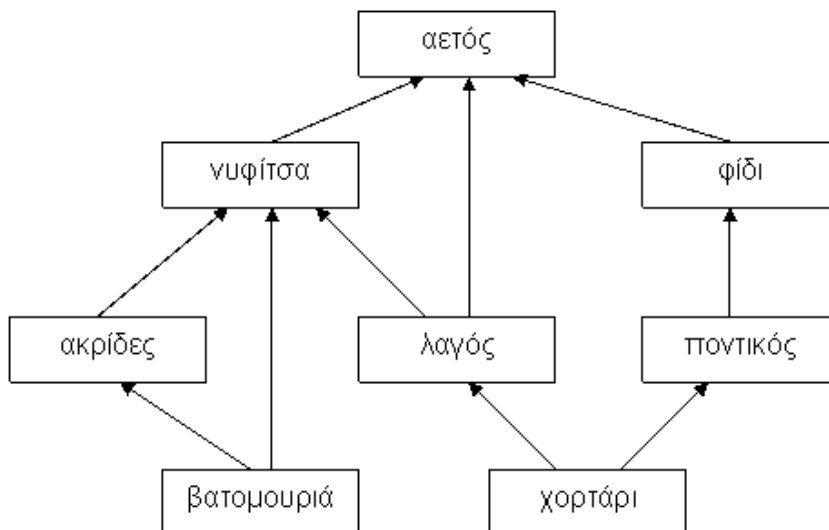 αετός
νυφίτσα
φίδι
ακρίδες
λαγός
ποντικός
βατομουριά
χορτάρι